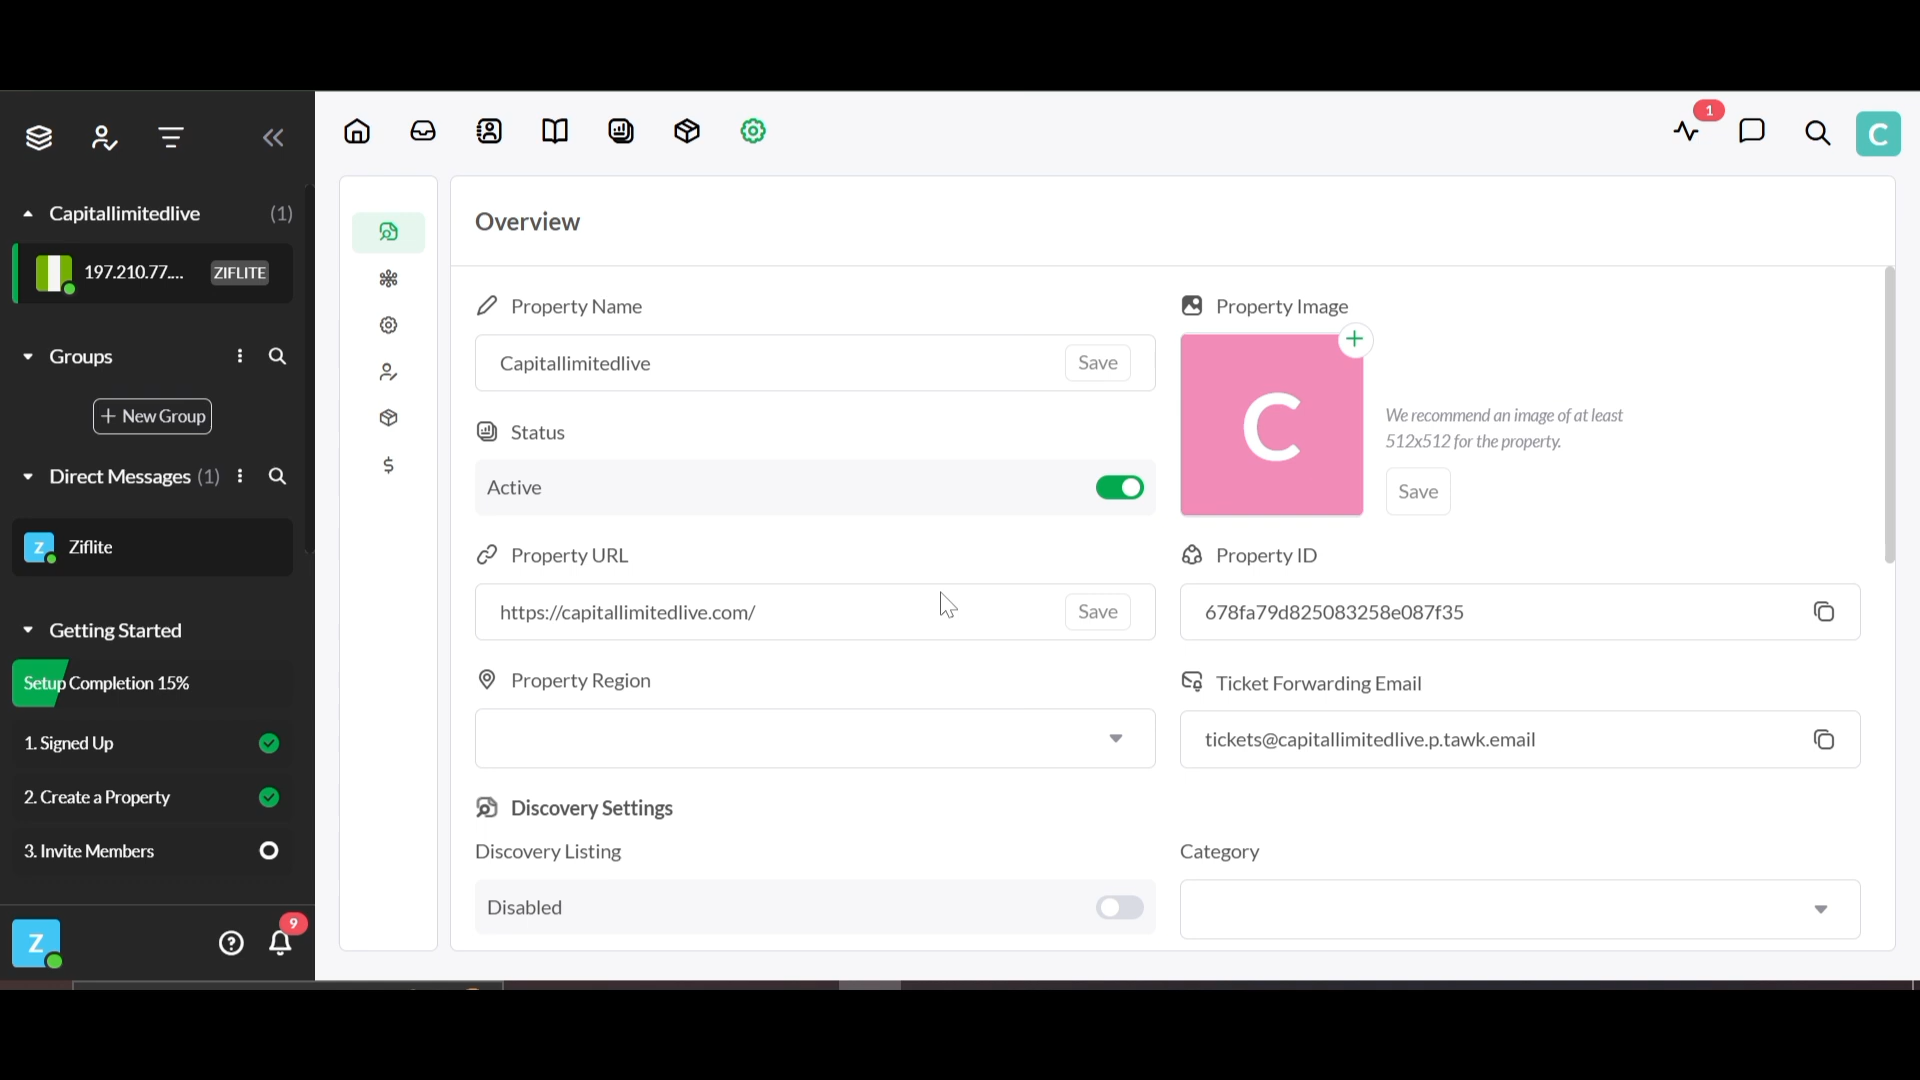 1
C
Capitallimitedlive (1)
197.210.77.... ZIFLITE
Groups
+ New Group
Direct Messages (1)
Z Ziflite
Getting Started
Setup Completion 15%
1. Signed Up
2. Create a Property
3. Invite Members
Z 9
Overview
Property Name
Capitallimitedlive Save
Status
Active
Property URL
https://capitallimitedlive.com/ Save
Property Region
Discovery Settings
Discovery Listing
Disabled
Property Image
C
We recommend an image of at least
512x512 for the property.
Save
Property ID
678fa79d825083258e087f35
Ticket Forwarding Email
tickets@capitallimitedlive.p.tawk.email
Category